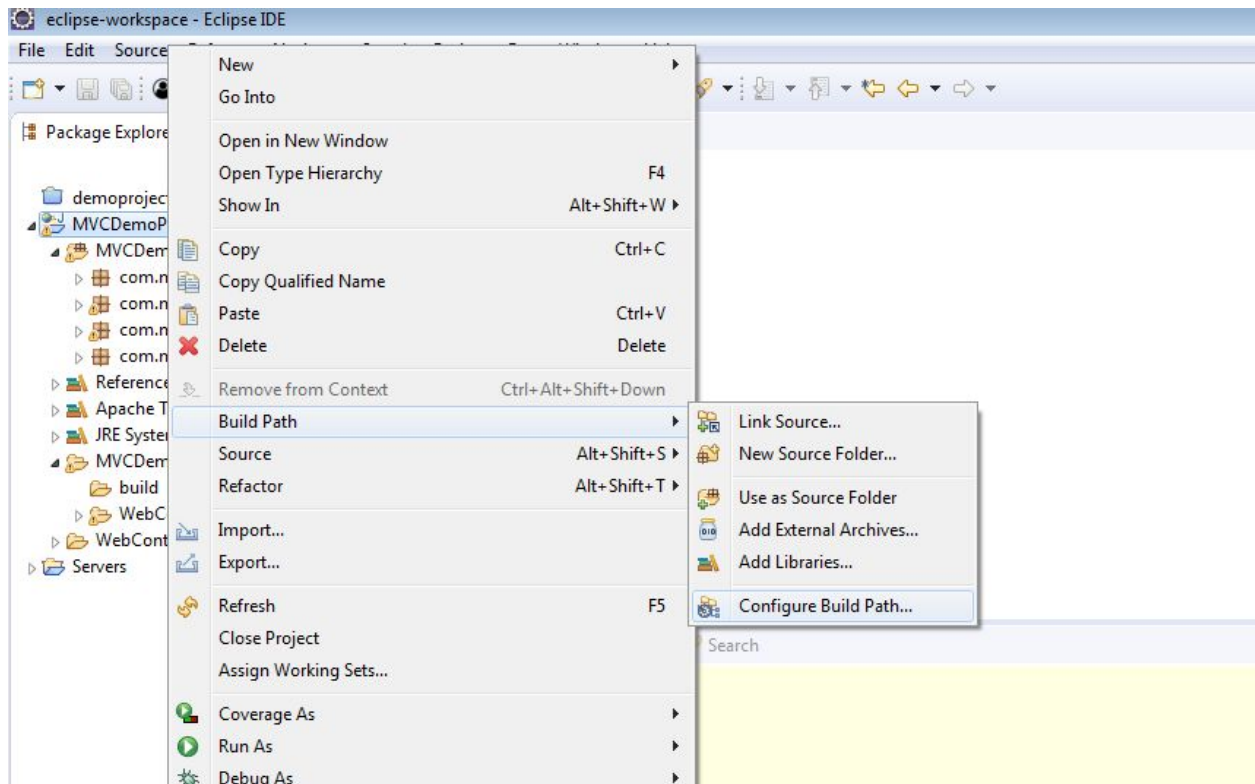 eclipse-workspace - Eclipse IDE
File Edit Source
Package Explore
demoprojec
MVCDemoP
MVCDem
com.n
com.n
com.n
com.n
Reference
Apache T
JRE Syster
MVCDem
build
WebC
WebCont
Servers
New
Go Into
Open in New Window
Open Type Hierarchy F4
Show In Alt+Shift+W
Copy Ctrl+C
Copy Qualified Name
Paste Ctrl+V
Delete Delete
Remove from Context Ctrl+Alt+Shift+Down
Build Path
Source Alt+Shift+S
Refactor Alt+Shift+T
Import...
Export...
Refresh F5
Close Project
Assign Working Sets...
Coverage As
Run As
Debug As
Link Source...
New Source Folder...
Use as Source Folder
Add External Archives...
Add Libraries...
Configure Build Path...
Search